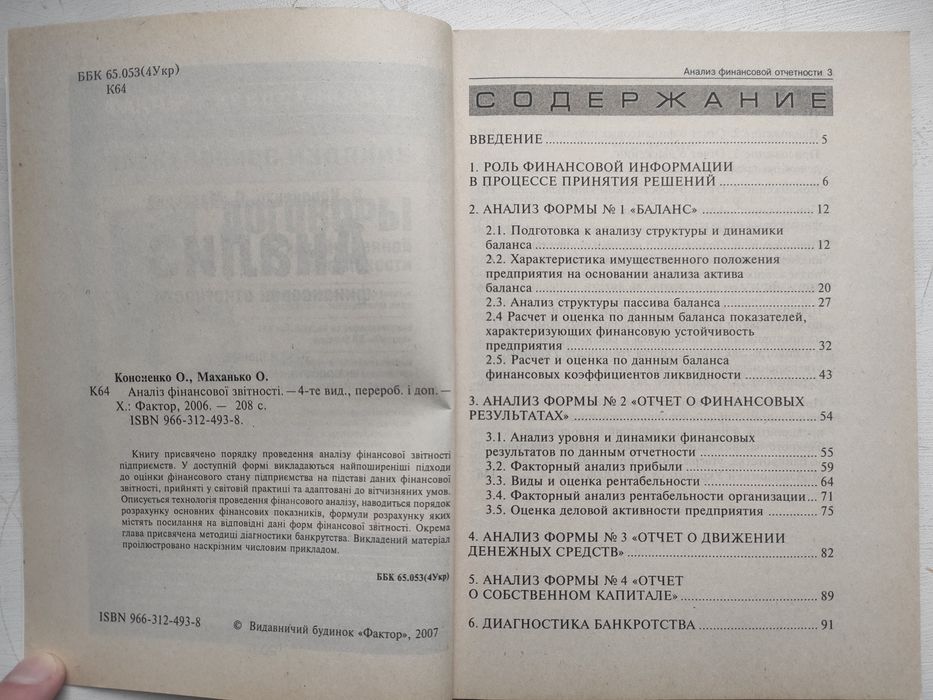 ББК 65.053(4Укр)
К64
Кононенко О., Маханько О.
К64 Аналіз фінансової звітності. — 4-те вид., перероб. і доп. —
Х.: Фактор, 2006. — 208 с.
ISBN 966-312-493-8.
Книгу присвячено порядку проведення аналізу фінансової звітності
підприємств. У доступній формі викладаються найпоширеніші підходи
до оцінки фінансового стану підприємства на підставі даних фінансової
звітності, прийняті у світовій практиці та адаптовані до вітчизняних умов.
Описується технологія проведення фінансового аналізу, наводиться порядок
розрахунку основних фінансових показників, формули розрахунку яких
містять посилання на відповідні дані форм фінансової звітності. Окрема
глава присвячена методиці діагностики банкрутства. Викладений матеріал
проілюстровано наскрізним числовим прикладом.
ББК 65.053(4Укр)
ISBN 966-312-493-8
© Видавничий будинок «Фактор», 2007
Анализ финансовой отчетности 3
СОДЕРЖАНИЕ
ВВЕДЕНИЕ ... 5
1. РОЛЬ ФИНАНСОВОЙ ИНФОРМАЦИИ
В ПРОЦЕССЕ ПРИНЯТИЯ РЕШЕНИЙ ... 6
2. АНАЛИЗ ФОРМЫ № 1 «БАЛАНС» ... 12
2.1. Подготовка к анализу структуры и динамики
баланса ... 12
2.2. Характеристика имущественного положения
предприятия на основании анализа актива
баланса ... 20
2.3. Анализ структуры пассива баланса ... 27
2.4 Расчет и оценка по данным баланса показателей,
характеризующих финансовую устойчивость
предприятия ... 32
2.5. Расчет и оценка по данным баланса
финансовых коэффициентов ликвидности ... 43
3. АНАЛИЗ ФОРМЫ № 2 «ОТЧЕТ О ФИНАНСОВЫХ
РЕЗУЛЬТАТАХ» ... 54
3.1. Анализ уровня и динамики финансовых
результатов по данным отчетности ... 55
3.2. Факторный анализ прибыли ... 59
3.3. Виды и оценка рентабельности ... 64
3.4. Факторный анализ рентабельности организации ... 71
3.5. Оценка деловой активности предприятия ... 75
4. АНАЛИЗ ФОРМЫ № 3 «ОТЧЕТ О ДВИЖЕНИИ
ДЕНЕЖНЫХ СРЕДСТВ» ... 82
5. АНАЛИЗ ФОРМЫ № 4 «ОТЧЕТ
О СОБСТВЕННОМ КАПИТАЛЕ» ... 89
6. ДИАГНОСТИКА БАНКРОТСТВА ... 91